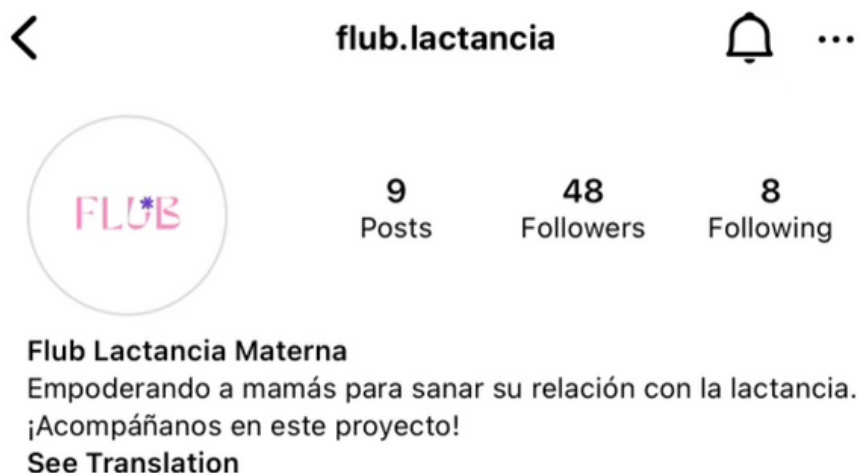 flub.lactancia
FLUB
9 48 8
Posts Followers Following
Flub Lactancia Materna
Empoderando a mamás para sanar su relación con la lactancia.
¡Acompáñanos en este proyecto!
See Translation